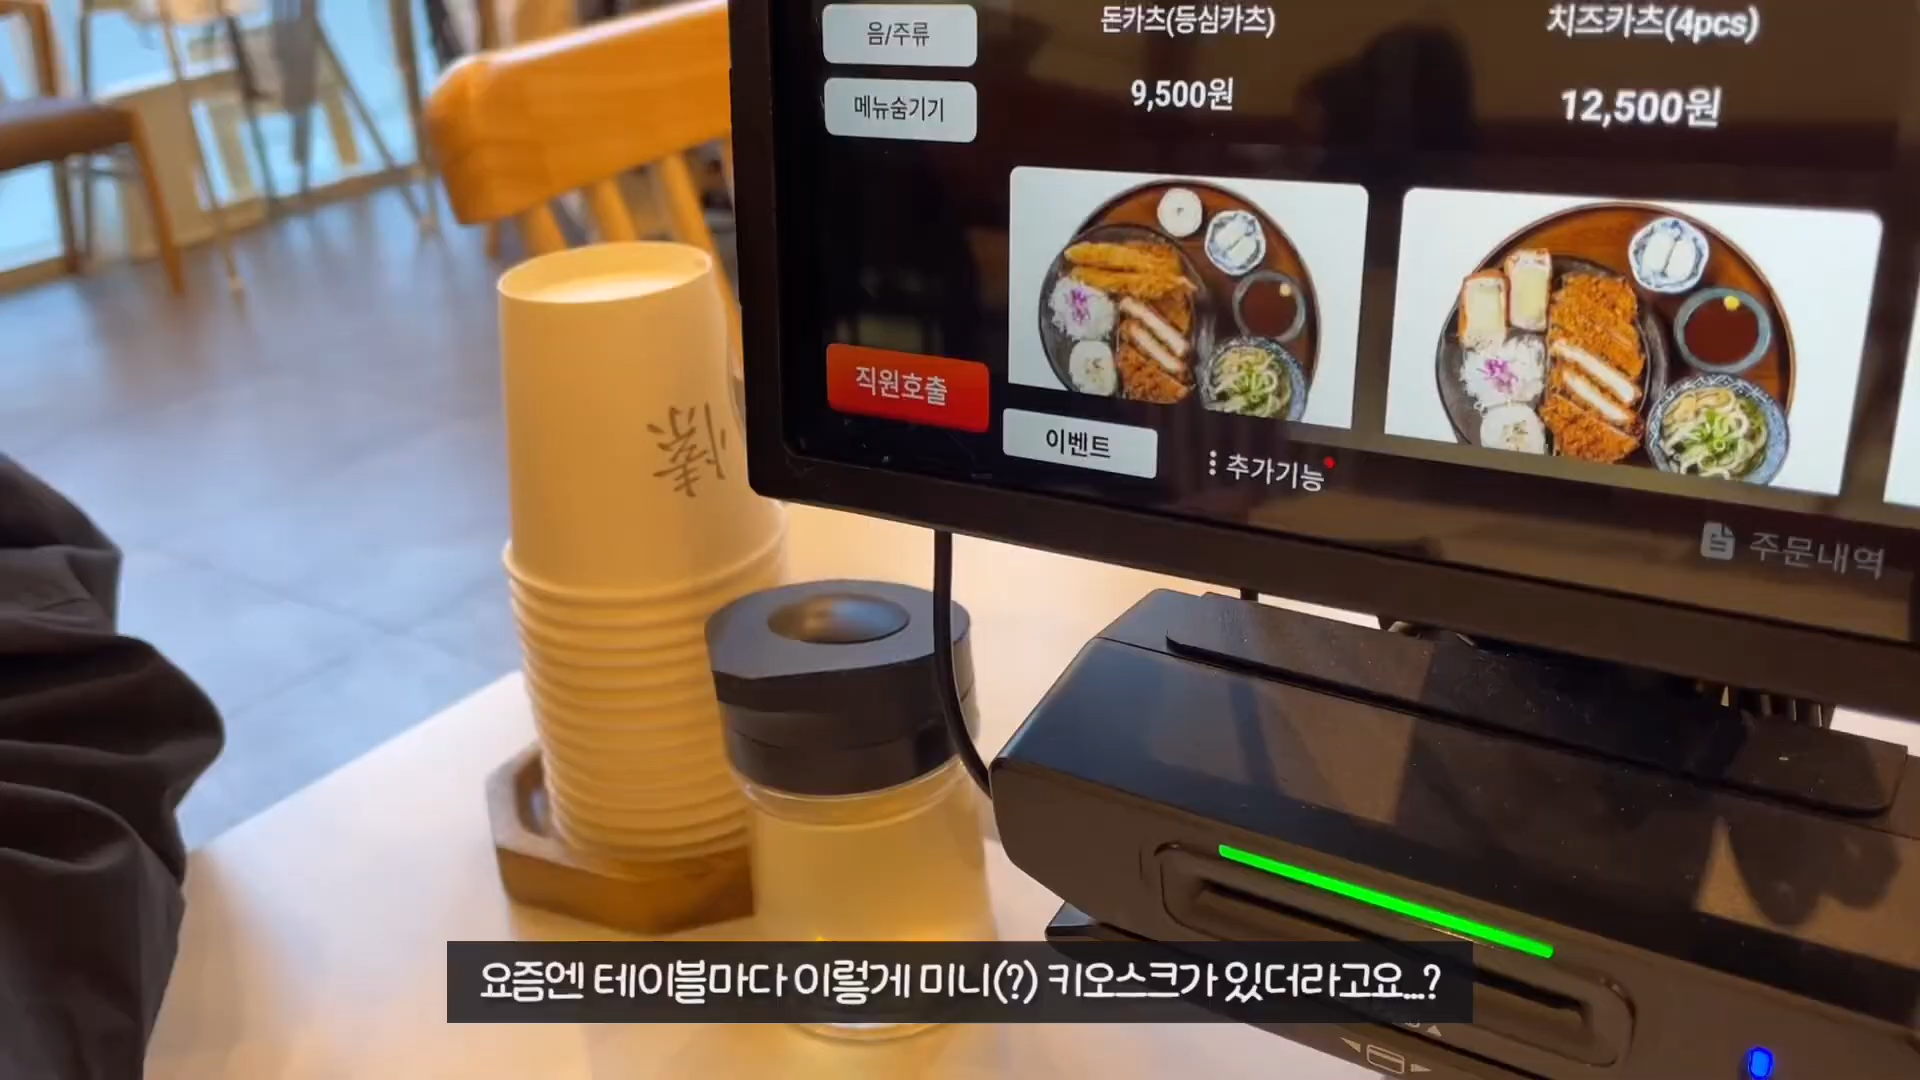 음/주류
메뉴숨기기
돈카츠(등심카츠)
9,500원
치즈카츠(4pcs)
12,500원
직원호출
이벤트
추가기능
주문내역
요즘엔 테이블마다 이렇게 미니(?) 키오스크가 있더라고요...?